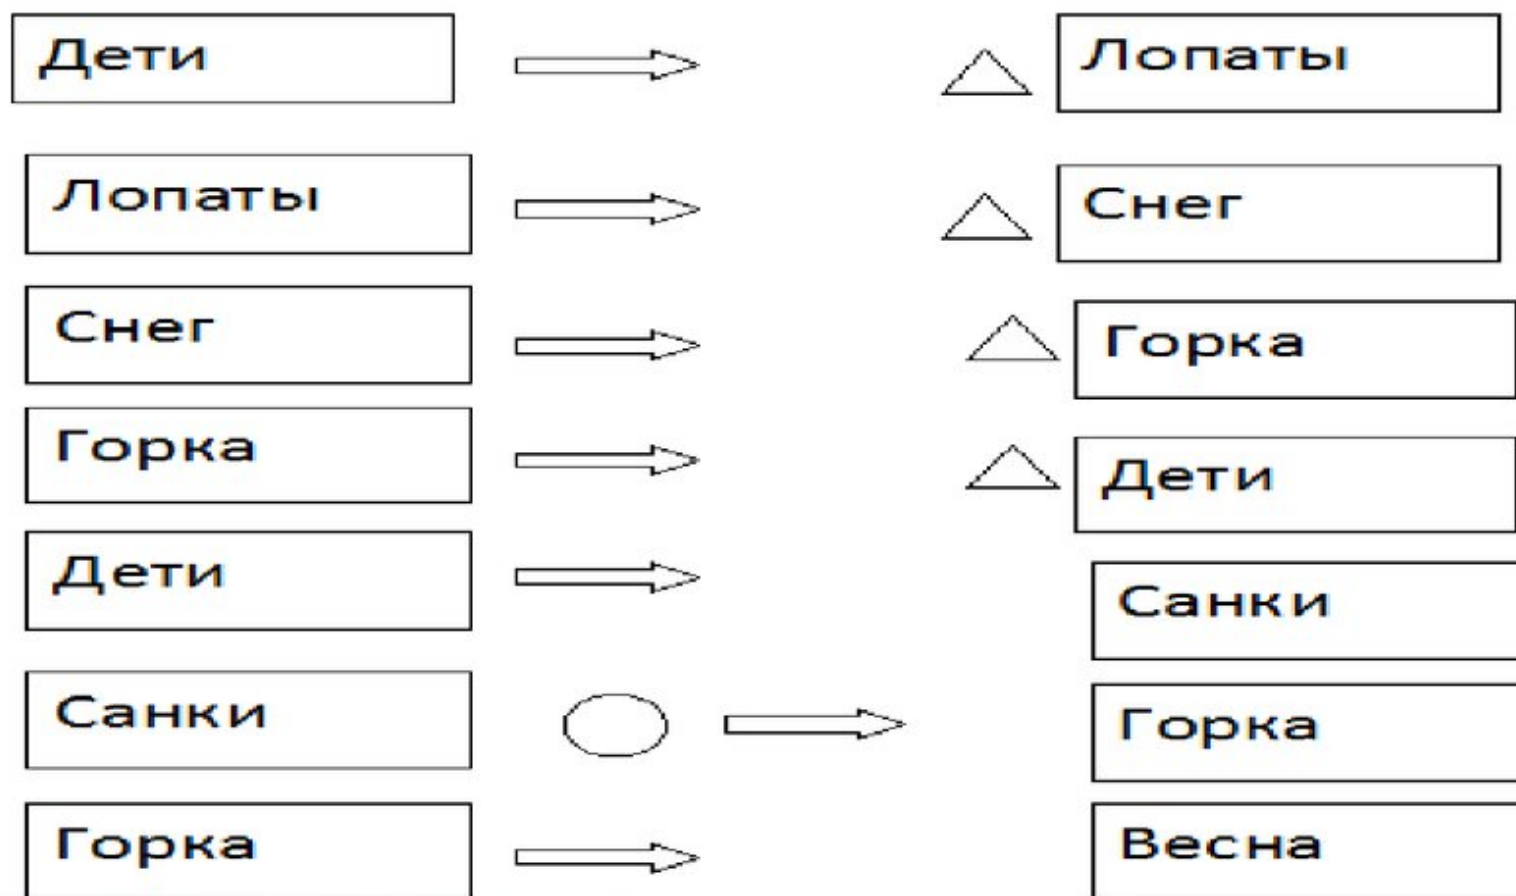 Дети Лопаты
Лопаты Снег
Снег Горка
Горка Дети
Дети Санки
Санки Горка
Горка Весна